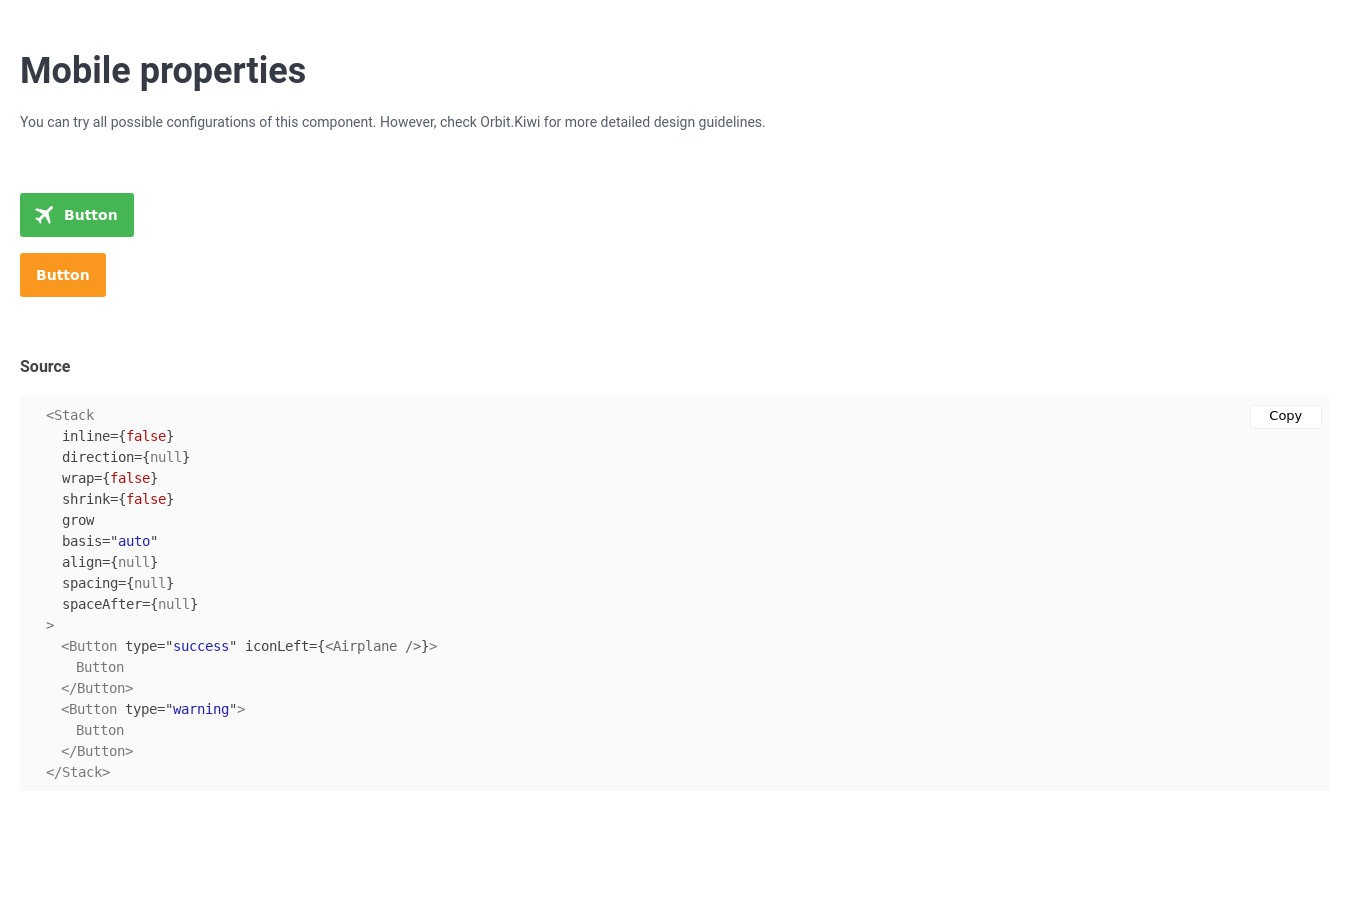 Mobile properties
You can try all possible configurations of this component. However, check Orbit.Kiwi for more detailed design guidelines.
Button
Button
Source
Copy
<Stack
  inline={false}
  direction={null}
  wrap={false}
  shrink={false}
  grow
  basis="auto"
  align={null}
  spacing={null}
  spaceAfter={null}
>
  <Button type="success" iconLeft={<Airplane />}>
    Button
  </Button>
  <Button type="warning">
    Button
  </Button>
</Stack>